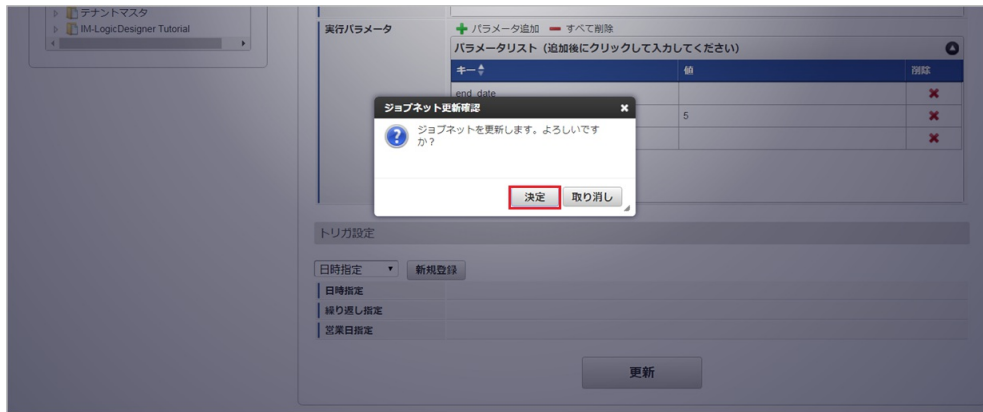 テナントマスタ
IM-LogicDesigner Tutorial
実行パラメータ
パラメータ追加 すべて削除
パラメータリスト（追加後にクリックして入力してください）
キー 値 削除
end_date
ジョブネット更新確認
5
ジョブネットを更新します。よろしいです
か？
決定 取り消し
トリガ設定
日時指定 新規登録
日時指定
繰り返し指定
営業日指定
更新